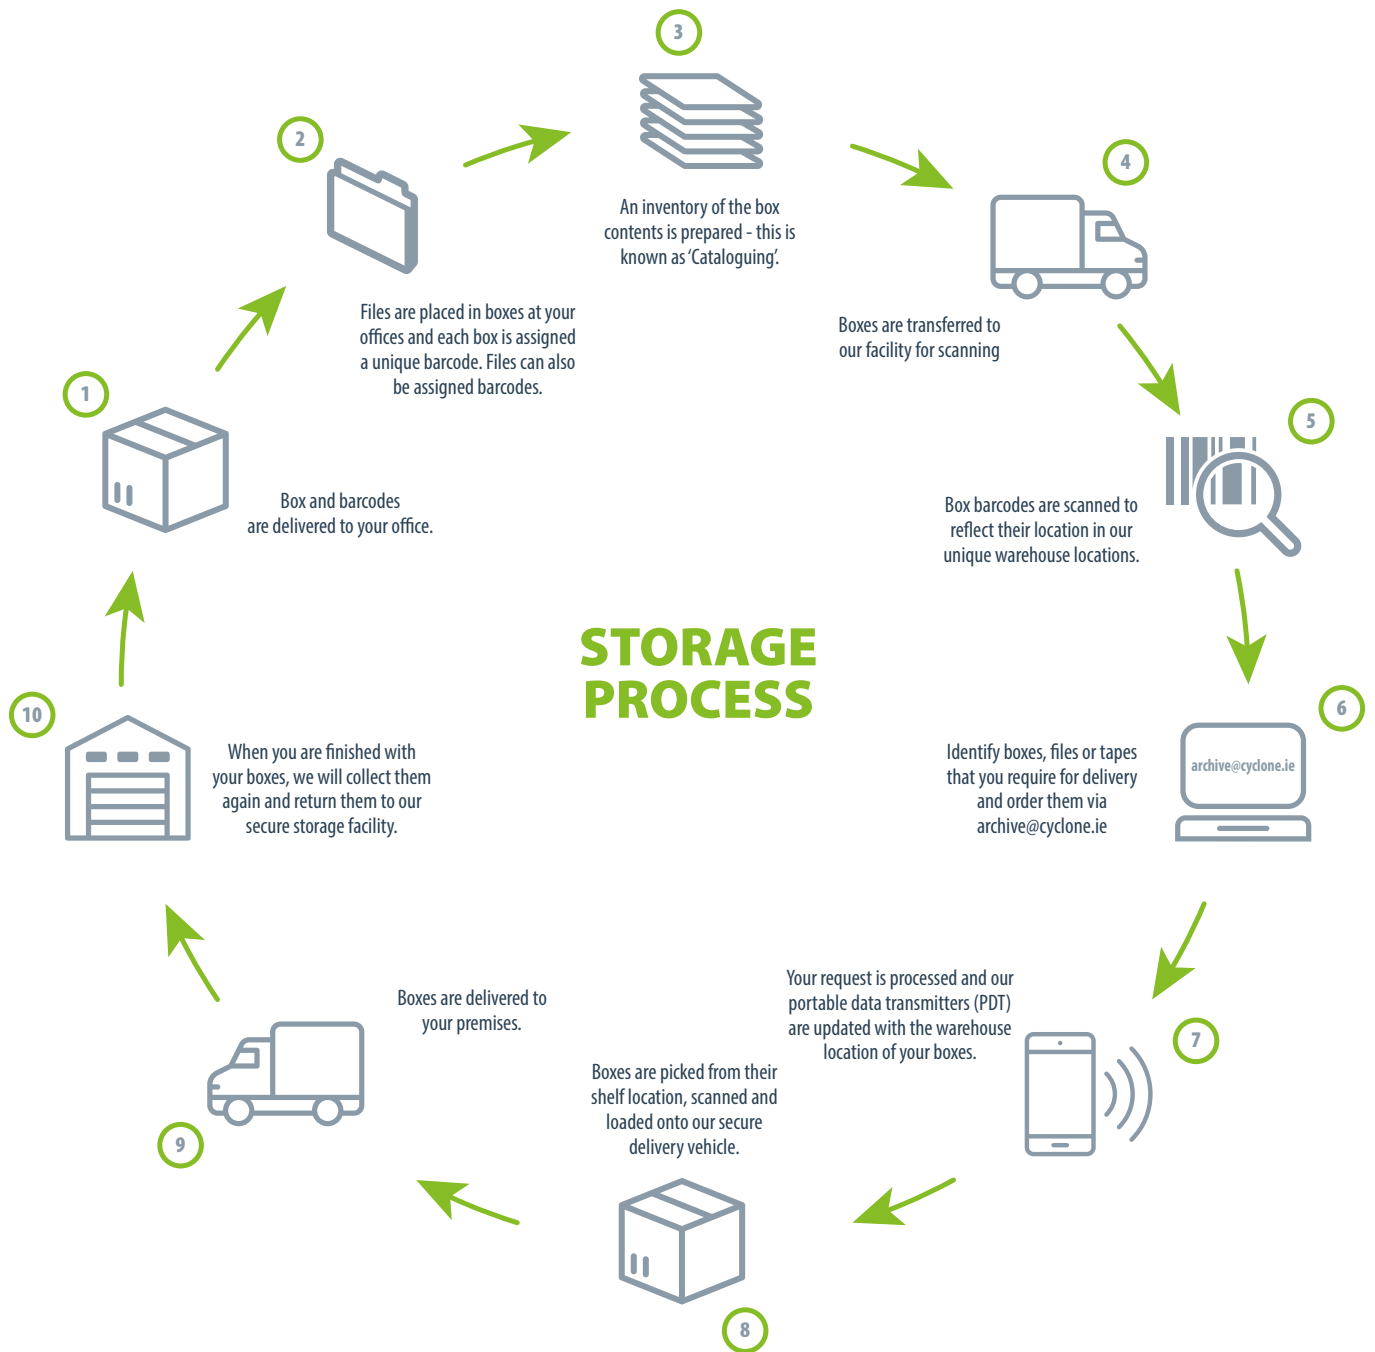 STORAGE
PROCESS
1
Box and barcodes
are delivered to your office.
2
Files are placed in boxes at your
offices and each box is assigned
a unique barcode. Files can also
be assigned barcodes.
3
An inventory of the box
contents is prepared - this is
known as ‘Cataloguing’.
4
Boxes are transferred to
our facility for scanning
5
Box barcodes are scanned to
reflect their location in our
unique warehouse locations.
6
Identify boxes, files or tapes
that you require for delivery
and order them via
archive@cyclone.ie
archive@cyclone.ie
7
Your request is processed and our
portable data transmitters (PDT)
are updated with the warehouse
location of your boxes.
8
Boxes are picked from their
shelf location, scanned and
loaded onto our secure
delivery vehicle.
9
Boxes are delivered to
your premises.
10
When you are finished with
your boxes, we will collect them
again and return them to our
secure storage facility.